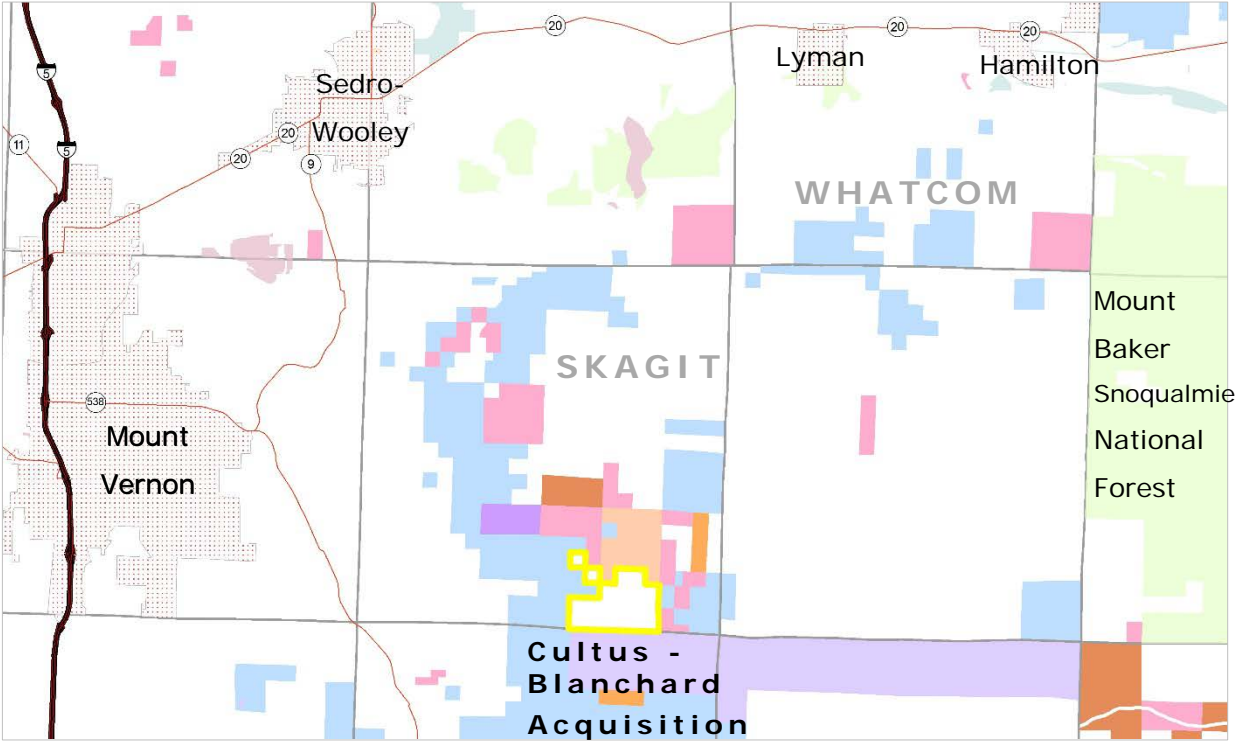 20
20
20
Lyman
Hamilton
5
Sedro-
Wooley
20
20
11
5
9
WHATCOM
Mount
Baker
Snoqualmie
National
Forest
SKAGIT
538
Mount
Vernon
Cultus -
Blanchard
Acquisition